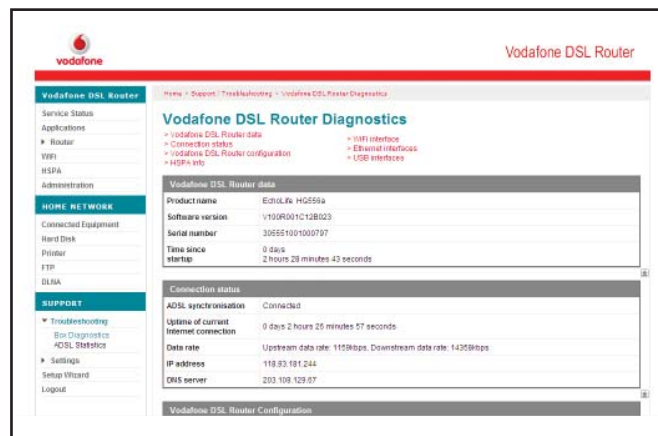 vodafone
Vodafone DSL Router
Vodafone DSL Router
Service Status
Applications
Router
WiFi
HSPA
Administration
HOME NETWORK
Connected Equipment
Hard Disk
Printer
FTP
DLNA
SUPPORT
Troubleshooting
Box Diagnostics
ADSL Statistics
Settings
Setup Wizard
Logout
Home > Support / Troubleshooting > Vodafone DSL Router Diagnostics
Vodafone DSL Router Diagnostics
> Vodafone DSL Router data
> Connection status
> Vodafone DSL Router configuration
> HSPA info
> WiFi interface
> Ethernet interfaces
> USB interfaces
Vodafone DSL Router data
Product name EchoLife HG556a
Software version V100R001C12B023
Serial number 305551001000797
Time since startup 0 days
2 hours 28 minutes 43 seconds
Connection status
ADSL synchronisation Connected
Uptime of current Internet connection 0 days 2 hours 25 minutes 57 seconds
Data rate Upstream data rate: 1159kbps, Downstream data rate: 14358kbps
IP address 118.93.181.244
DNS server 203.109.129.67
Vodafone DSL Router Configuration